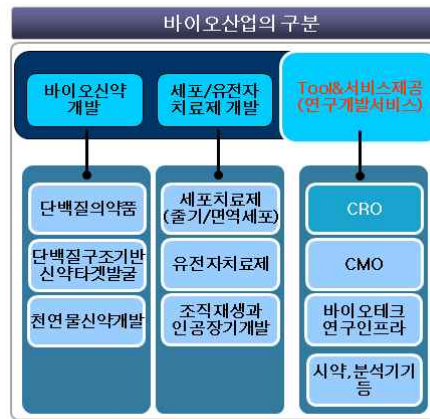 바이오산업의 구분
바이오신약
개발
세포/유전자
치료제 개발
Tool&서비스제공
(연구개발서비스)
단백질의약품
단백질구조기반
신약타겟발굴
천연물신약개발
세포치료제
(줄기/면역세포)
유전자치료제
조직재생과
인공장기개발
CRO
CMO
바이오테크
연구인프라
시약,분석기기
등